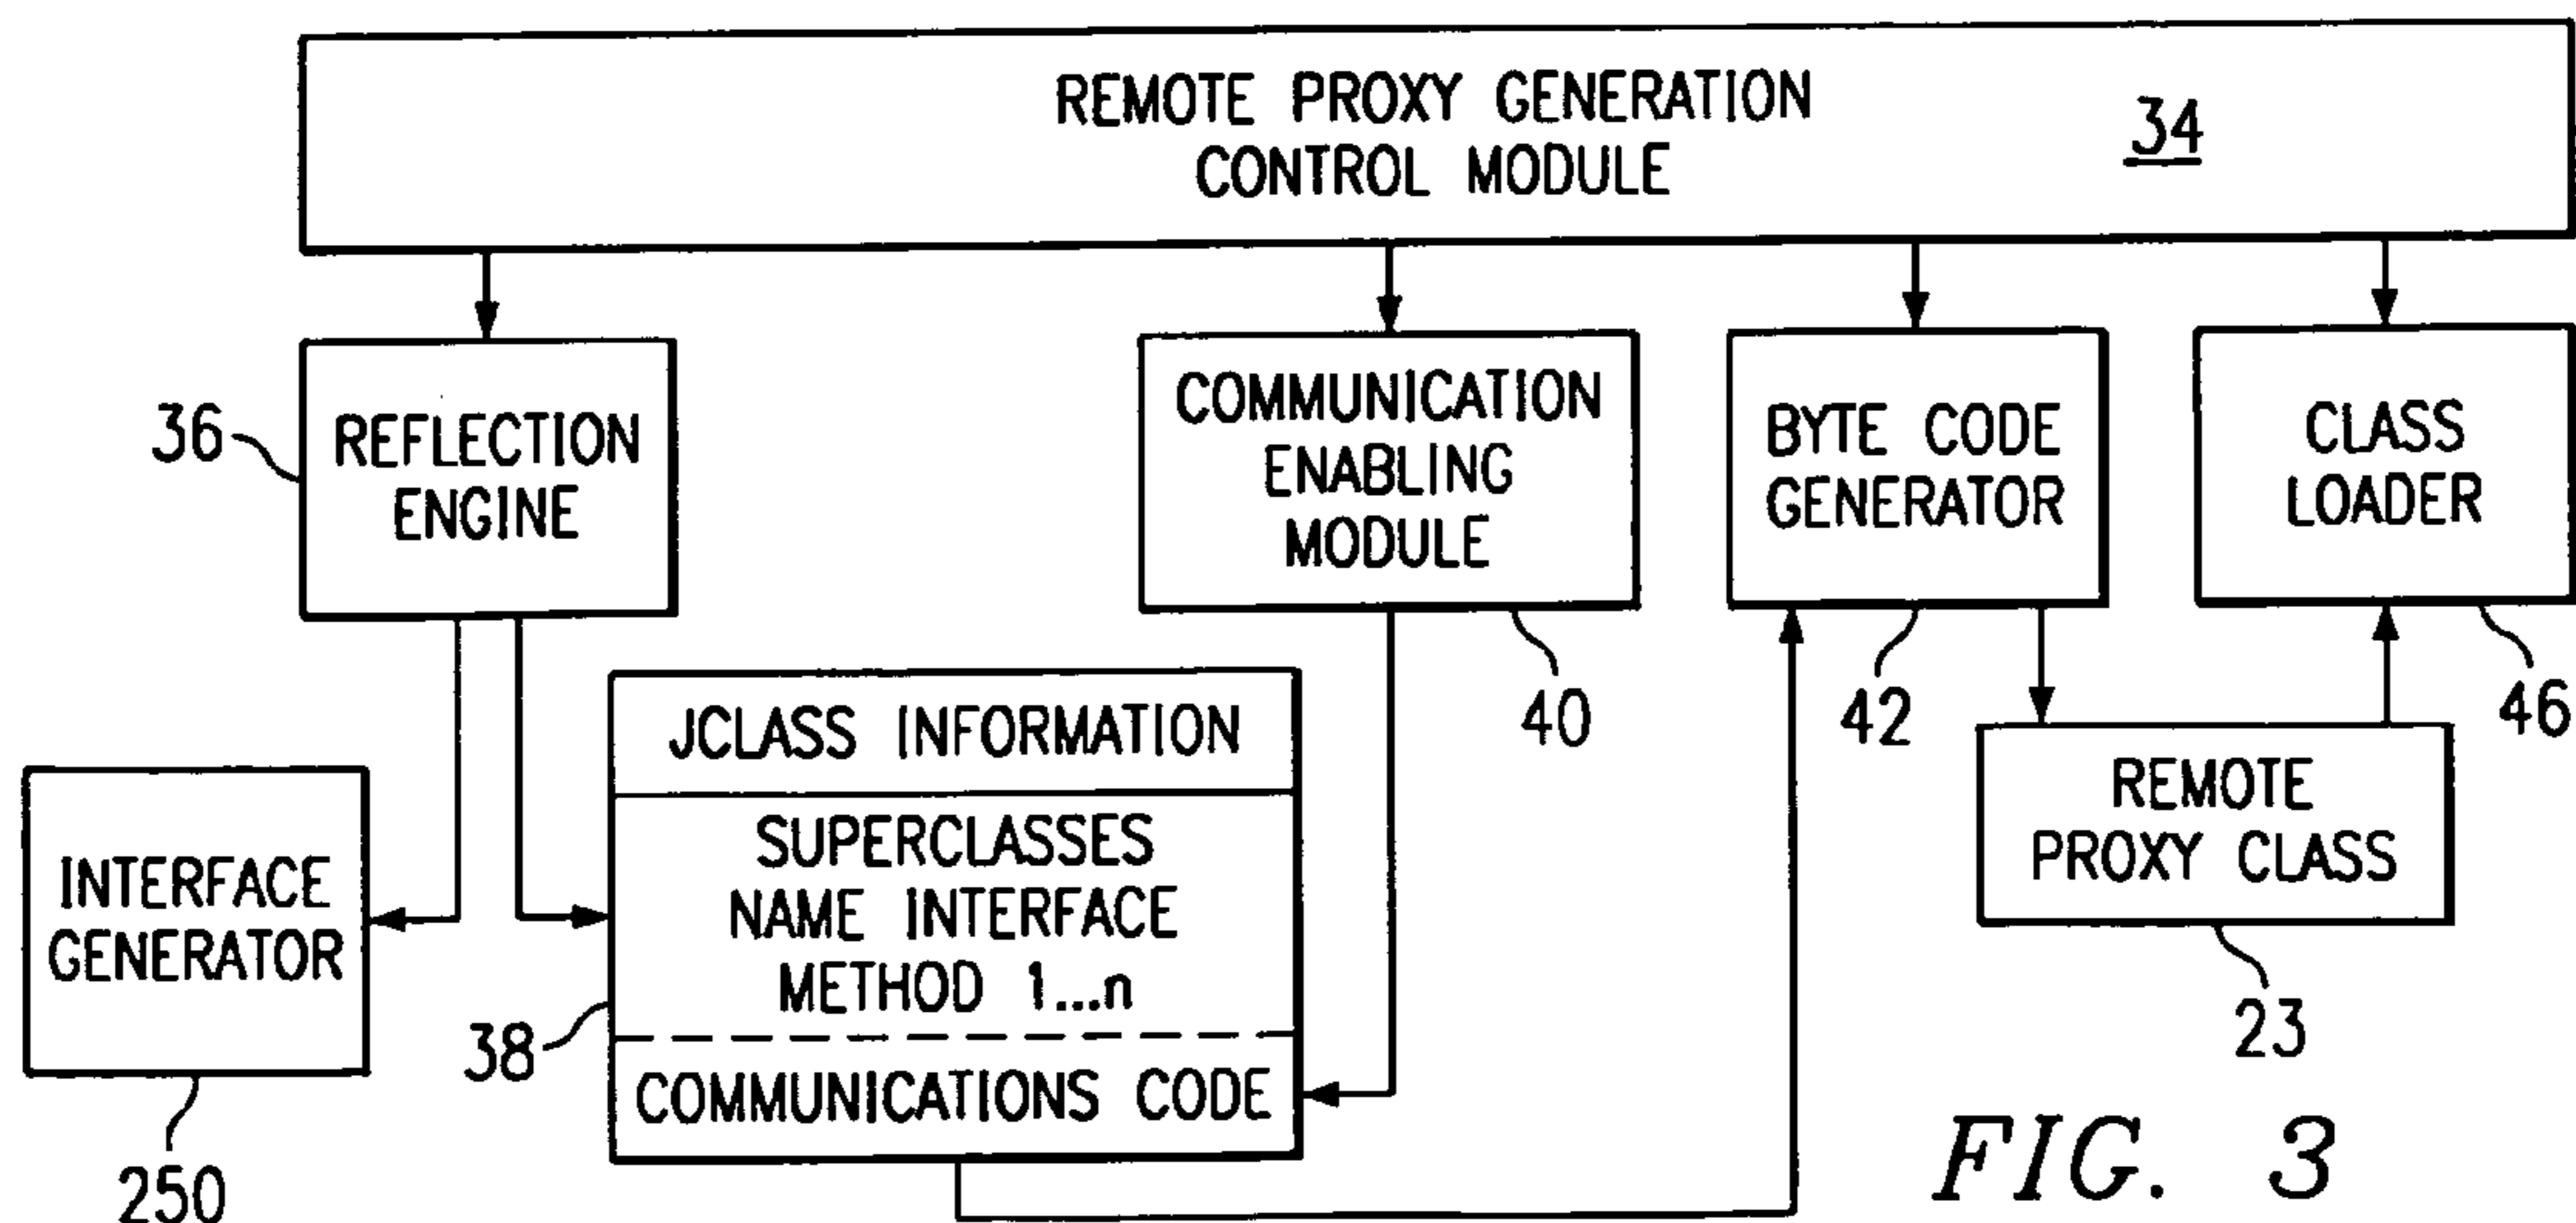 REMOTE PROXY GENERATION
CONTROL MODULE
34
36
REFLECTION
ENGINE
COMMUNICATION
ENABLING
MODULE
40
BYTE CODE
GENERATOR
42
CLASS
LOADER
46
INTERFACE
GENERATOR
250
JCLASS INFORMATION
SUPERCLASSES
NAME INTERFACE
METHOD 1...n
COMMUNICATIONS CODE
38
REMOTE
PROXY CLASS
23
FIG. 3